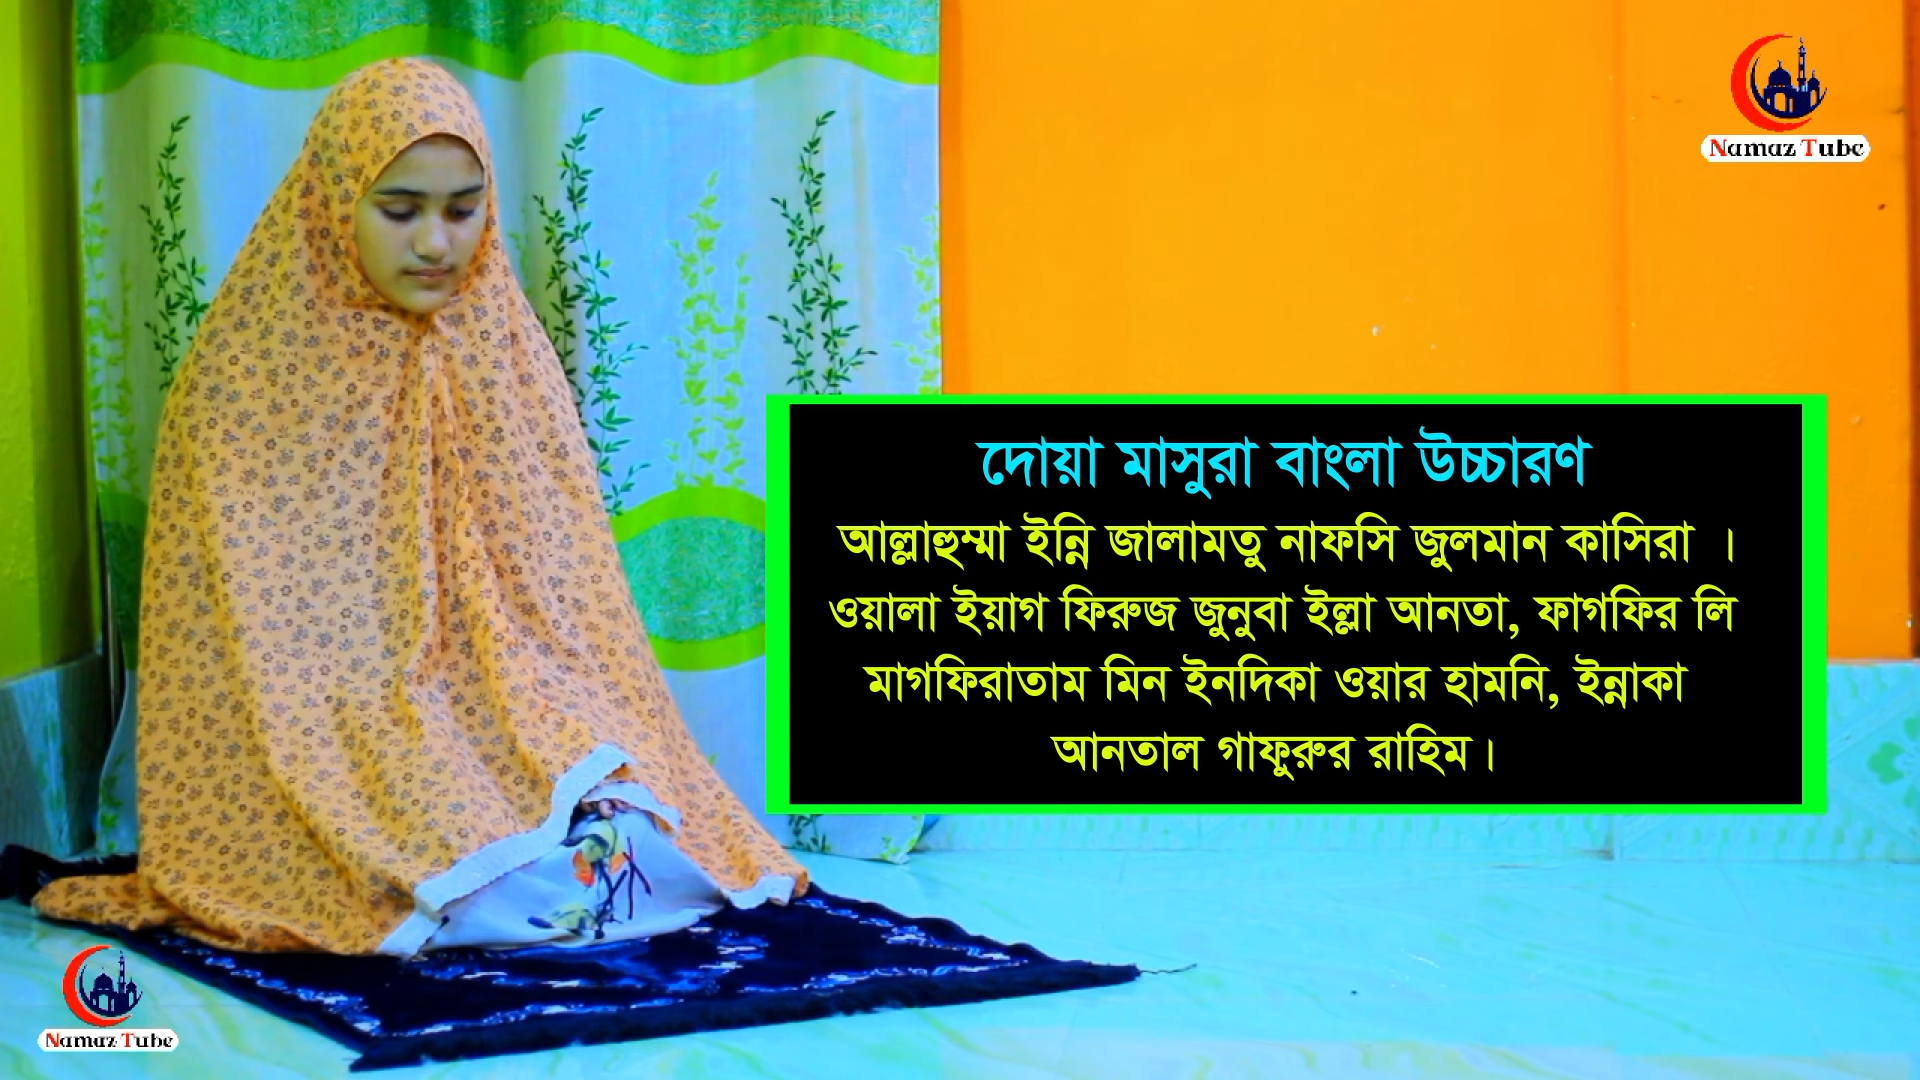 Namaz Tube
দোয়া মাসুরা বাংলা উচ্চারণ
আল্লাহুম্মা ইন্নি জালামতু নাফসি জুলমান কাসিরা ।
ওয়ালা ইয়াগ ফিরুজ জুনুবা ইল্লা আনতা, ফাগফির লি
মাগফিরাতাম মিন ইনদিকা ওয়ার হামনি, ইন্নাকা
আনতাল গাফুরুর রাহিম।
Namaz Tube